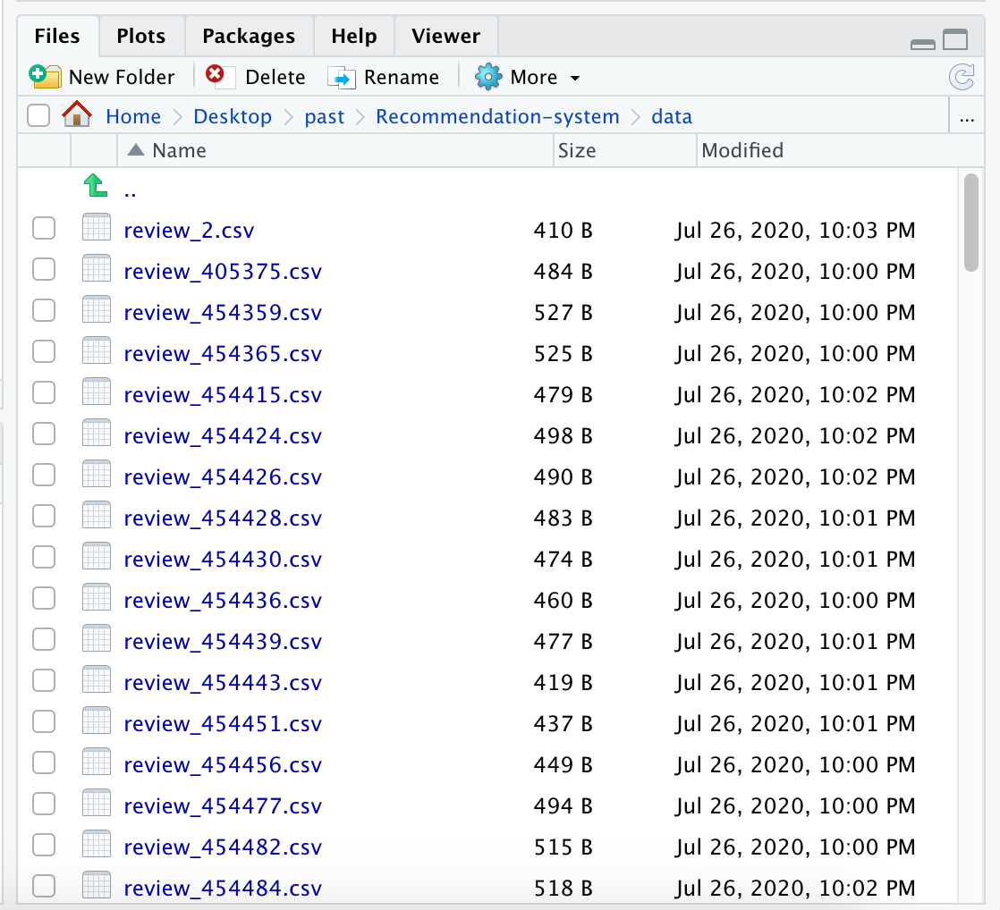 Files Plots Packages Help Viewer
New Folder Delete Rename More
Home Desktop past Recommendation-system data ...
Name Size Modified
..
review_2.csv 410 B Jul 26, 2020, 10:03 PM
review_405375.csv 484 B Jul 26, 2020, 10:00 PM
review_454359.csv 527 B Jul 26, 2020, 10:00 PM
review_454365.csv 525 B Jul 26, 2020, 10:00 PM
review_454415.csv 479 B Jul 26, 2020, 10:02 PM
review_454424.csv 498 B Jul 26, 2020, 10:02 PM
review_454426.csv 490 B Jul 26, 2020, 10:02 PM
review_454428.csv 483 B Jul 26, 2020, 10:01 PM
review_454430.csv 474 B Jul 26, 2020, 10:01 PM
review_454436.csv 460 B Jul 26, 2020, 10:00 PM
review_454439.csv 477 B Jul 26, 2020, 10:01 PM
review_454443.csv 419 B Jul 26, 2020, 10:01 PM
review_454451.csv 437 B Jul 26, 2020, 10:01 PM
review_454456.csv 449 B Jul 26, 2020, 10:00 PM
review_454477.csv 494 B Jul 26, 2020, 10:00 PM
review_454482.csv 515 B Jul 26, 2020, 10:00 PM
review_454484.csv 518 B Jul 26, 2020, 10:02 PM